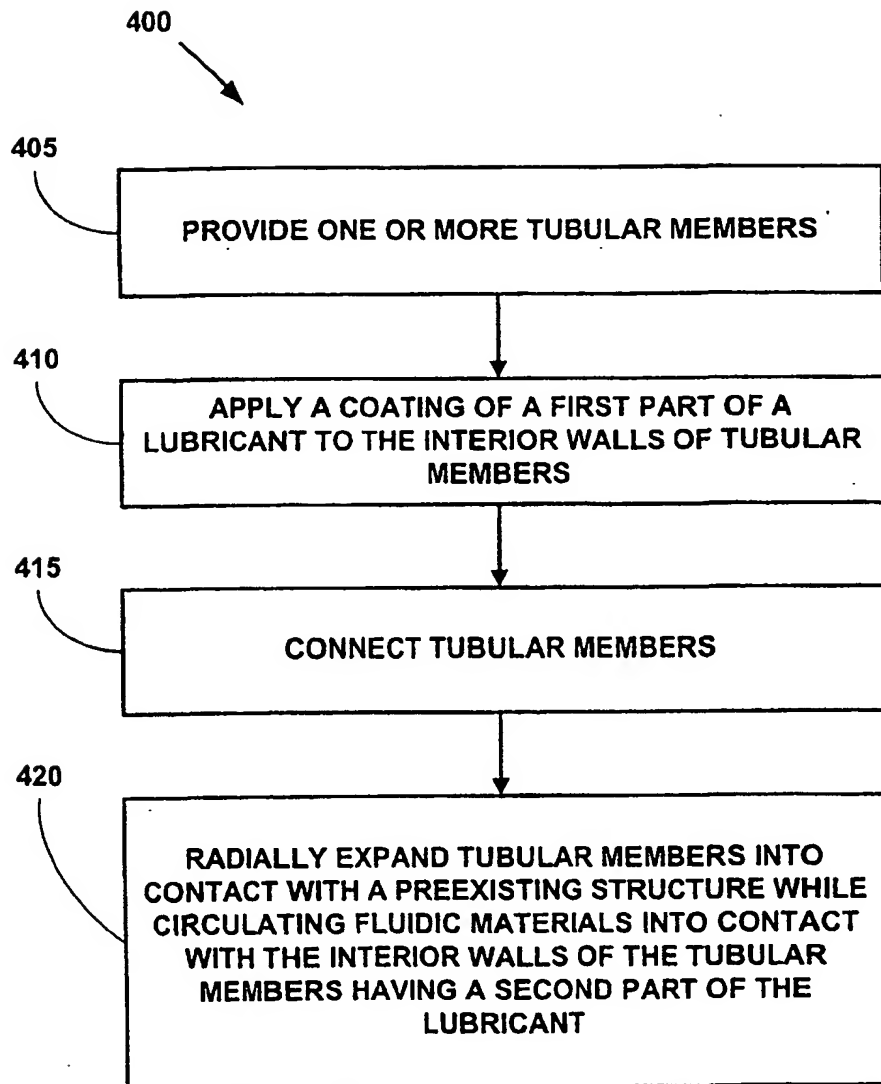 400
405
PROVIDE ONE OR MORE TUBULAR MEMBERS
410
APPLY A COATING OF A FIRST PART OF A
LUBRICANT TO THE INTERIOR WALLS OF TUBULAR
MEMBERS
415
CONNECT TUBULAR MEMBERS
420
RADIALLY EXPAND TUBULAR MEMBERS INTO
CONTACT WITH A PREEXISTING STRUCTURE WHILE
CIRCULATING FLUIDIC MATERIALS INTO CONTACT
WITH THE INTERIOR WALLS OF THE TUBULAR
MEMBERS HAVING A SECOND PART OF THE
LUBRICANT